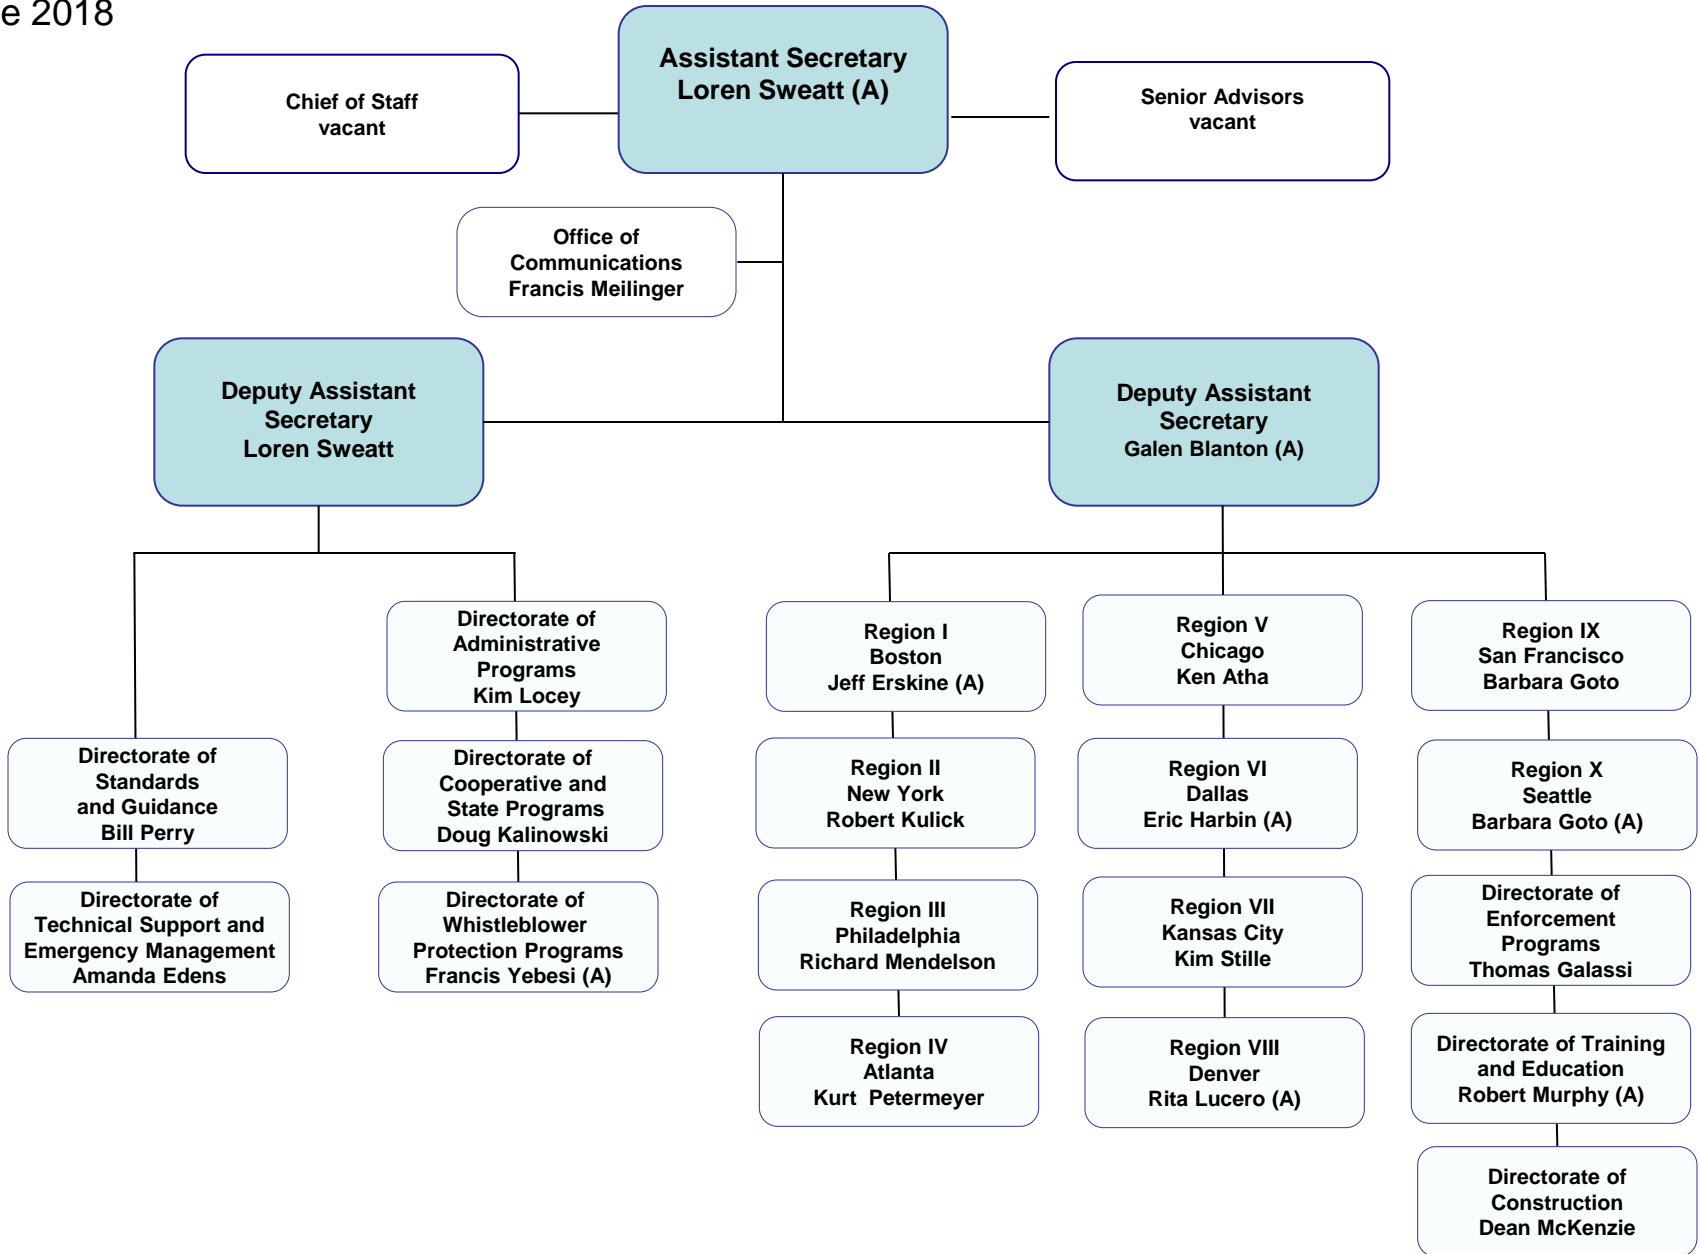 e 2018
Assistant Secretary
Loren Sweatt (A)
Chief of Staff
vacant
Senior Advisors
vacant
Office of
Communications
Francis Meilinger
Deputy Assistant
Secretary
Loren Sweatt
Deputy Assistant
Secretary
Galen Blanton (A)
Directorate of
Standards
and Guidance
Bill Perry
Directorate of
Technical Support and
Emergency Management
Amanda Edens
Directorate of
Administrative
Programs
Kim Locey
Directorate of
Cooperative and
State Programs
Doug Kalinowski
Directorate of
Whistleblower
Protection Programs
Francis Yebesi (A)
Region I
Boston
Jeff Erskine (A)
Region II
New York
Robert Kulick
Region III
Philadelphia
Richard Mendelson
Region IV
Atlanta
Kurt  Petermeyer
Region V
Chicago
Ken Atha
Region VI
Dallas
Eric Harbin (A)
Region VII
Kansas City
Kim Stille
Region VIII
Denver
Rita Lucero (A)
Region IX
San Francisco
Barbara Goto
Region X
Seattle
Barbara Goto (A)
Directorate of
Enforcement
Programs
Thomas Galassi
Directorate of Training
and Education
Robert Murphy (A)
Directorate of
Construction
Dean McKenzie